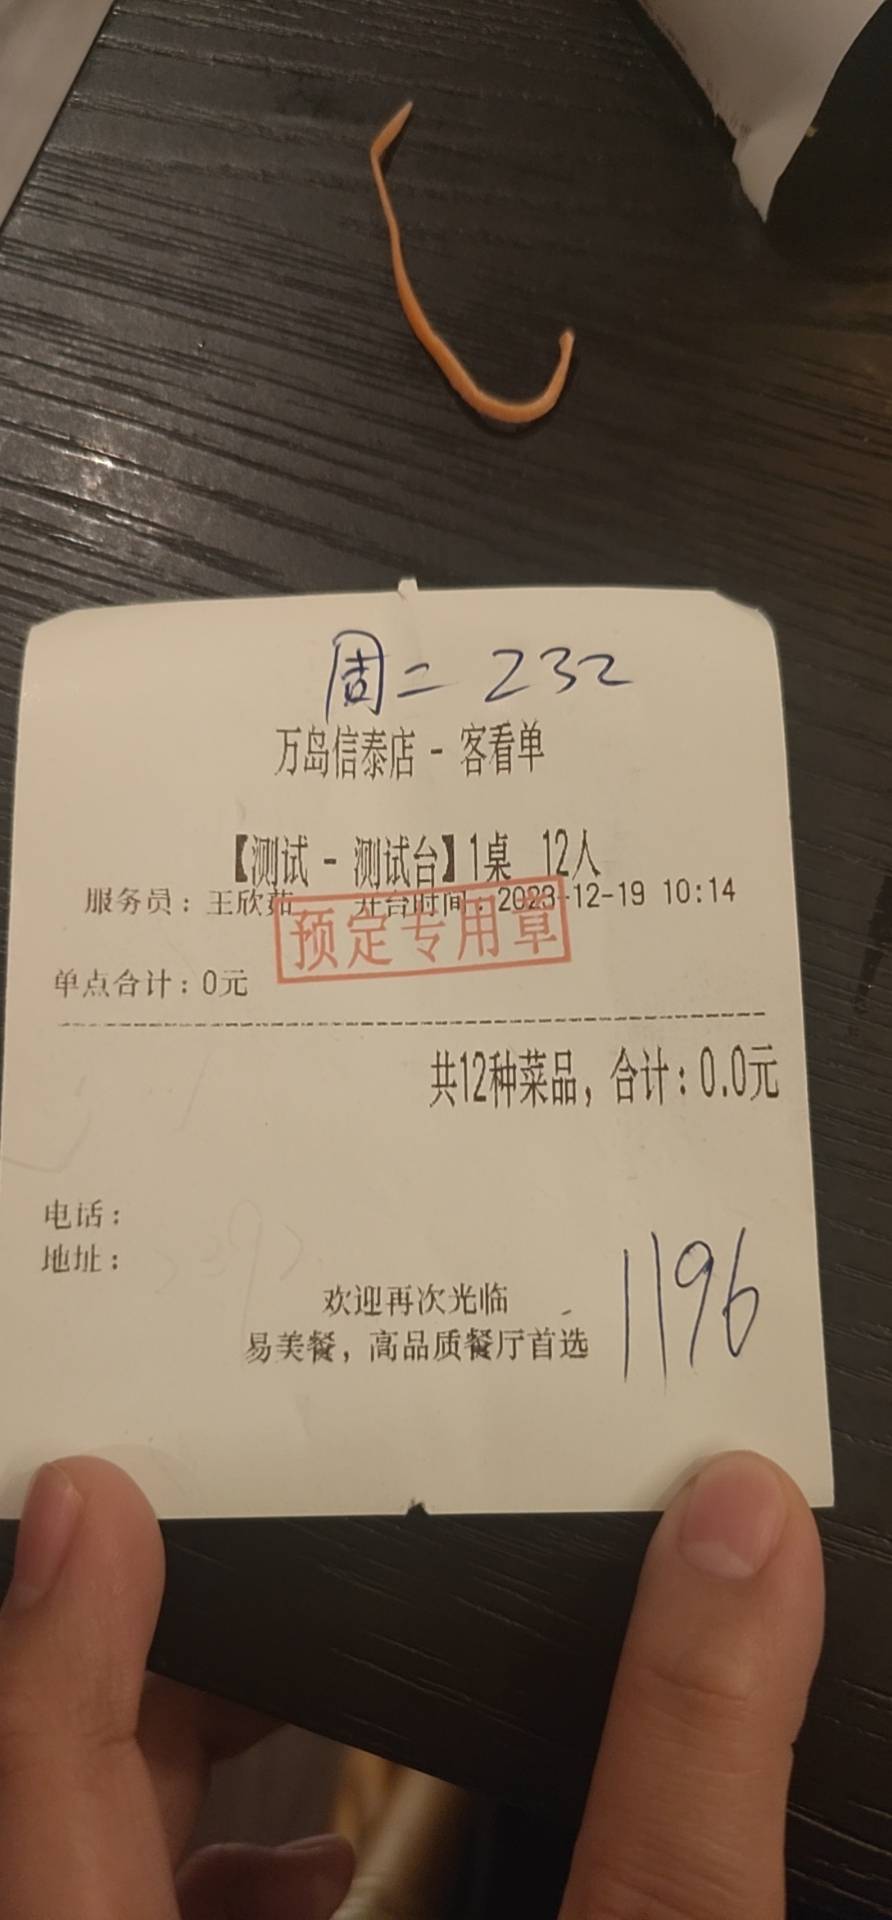 周二 232
万岛信泰店 - 客看单
【测试 - 测试台】1桌 12人
服务员：王欣茹 开台时间：2023-12-19 10:14
预定专用章
单点合计：0元
共12种菜品，合计：0.0元
电话：
地址：
1196
欢迎再次光临
易美餐，高品质餐厅首选